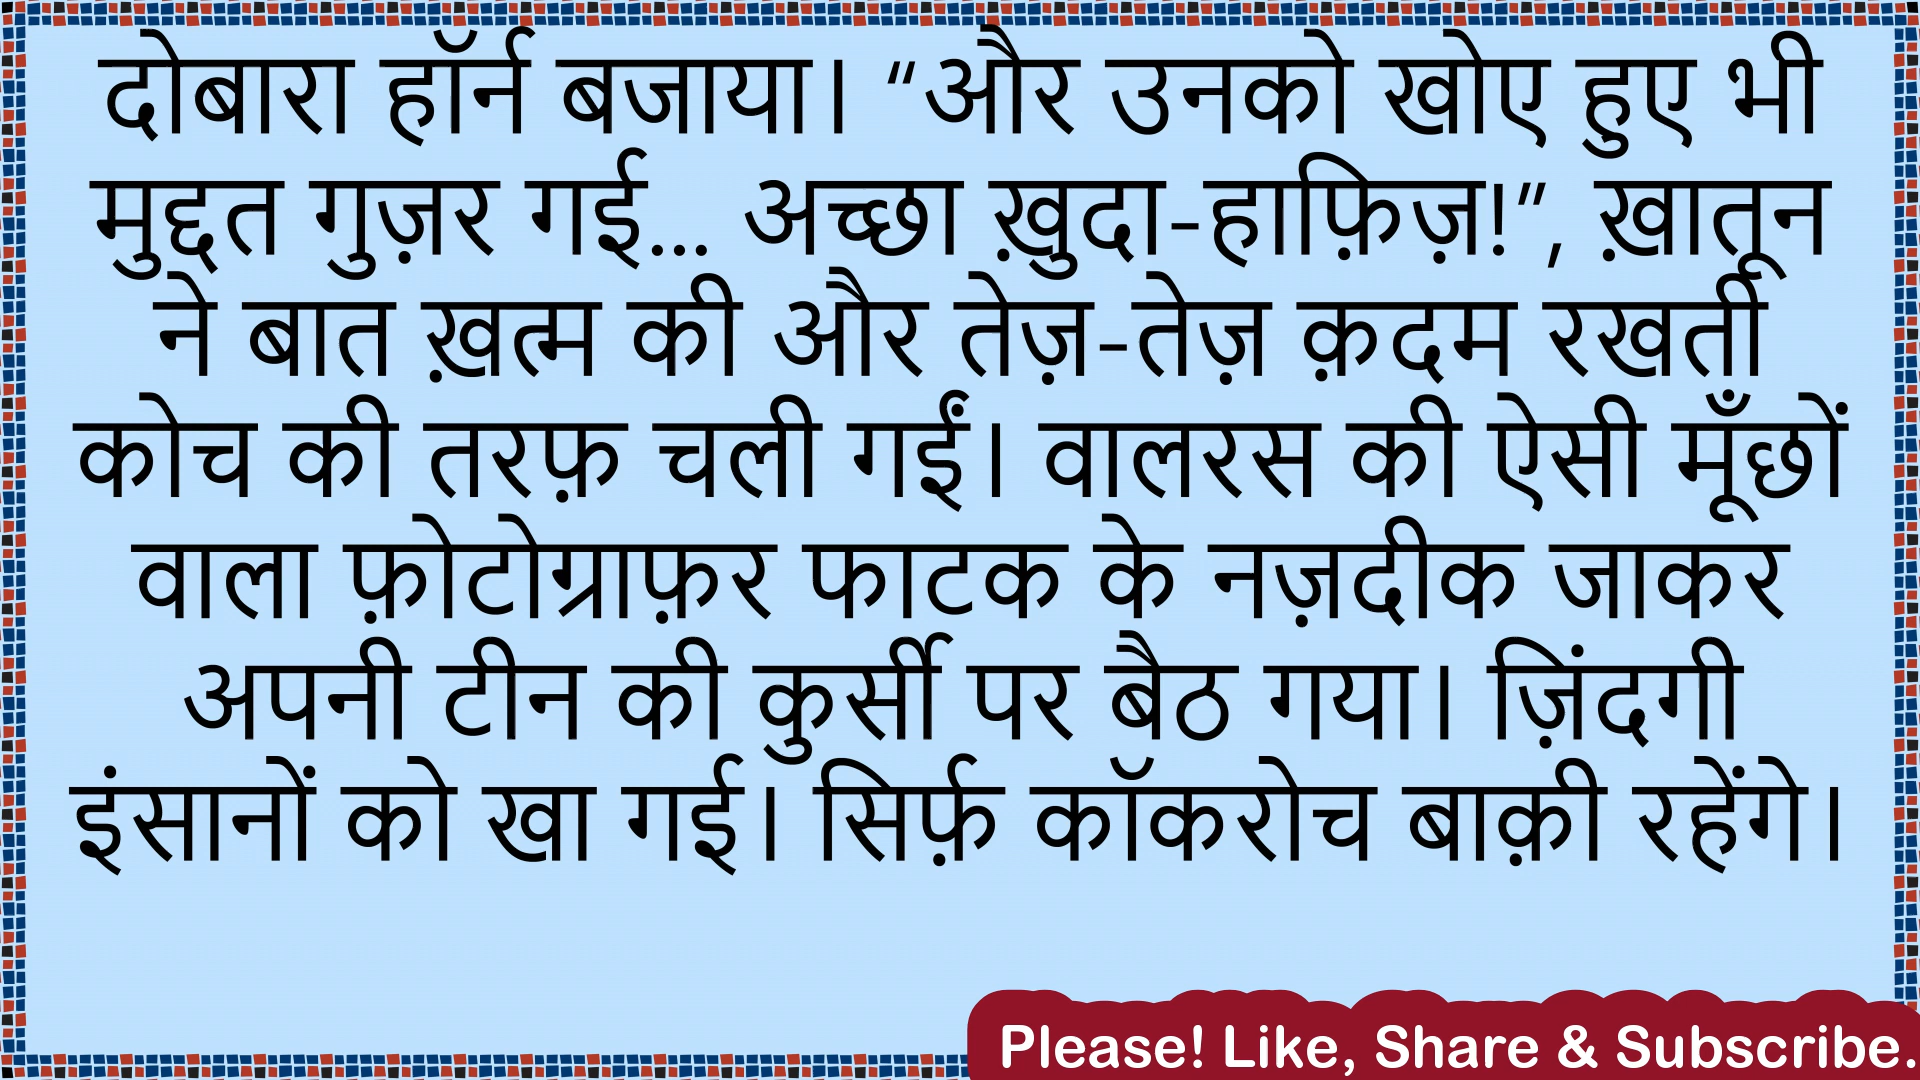 दोबारा हॉर्न बजाया। “और उनको खोए हुए भी
मुद्दत गुज़र गई... अच्छा ख़ुदा-हाफ़िज़!”, ख़ातून
ने बात ख़त्म की और तेज़-तेज़ क़दम रखती
कोच की तरफ़ चली गईं। वालरस की ऐसी मूँछों
वाला फ़ोटोग्राफ़र फाटक के नज़दीक जाकर
अपनी टीन की कुर्सी पर बैठ गया। ज़िंदगी
इंसानों को खा गई। सिर्फ़ कॉकरोच बाक़ी रहेंगे।
Please! Like, Share & Subscribe.